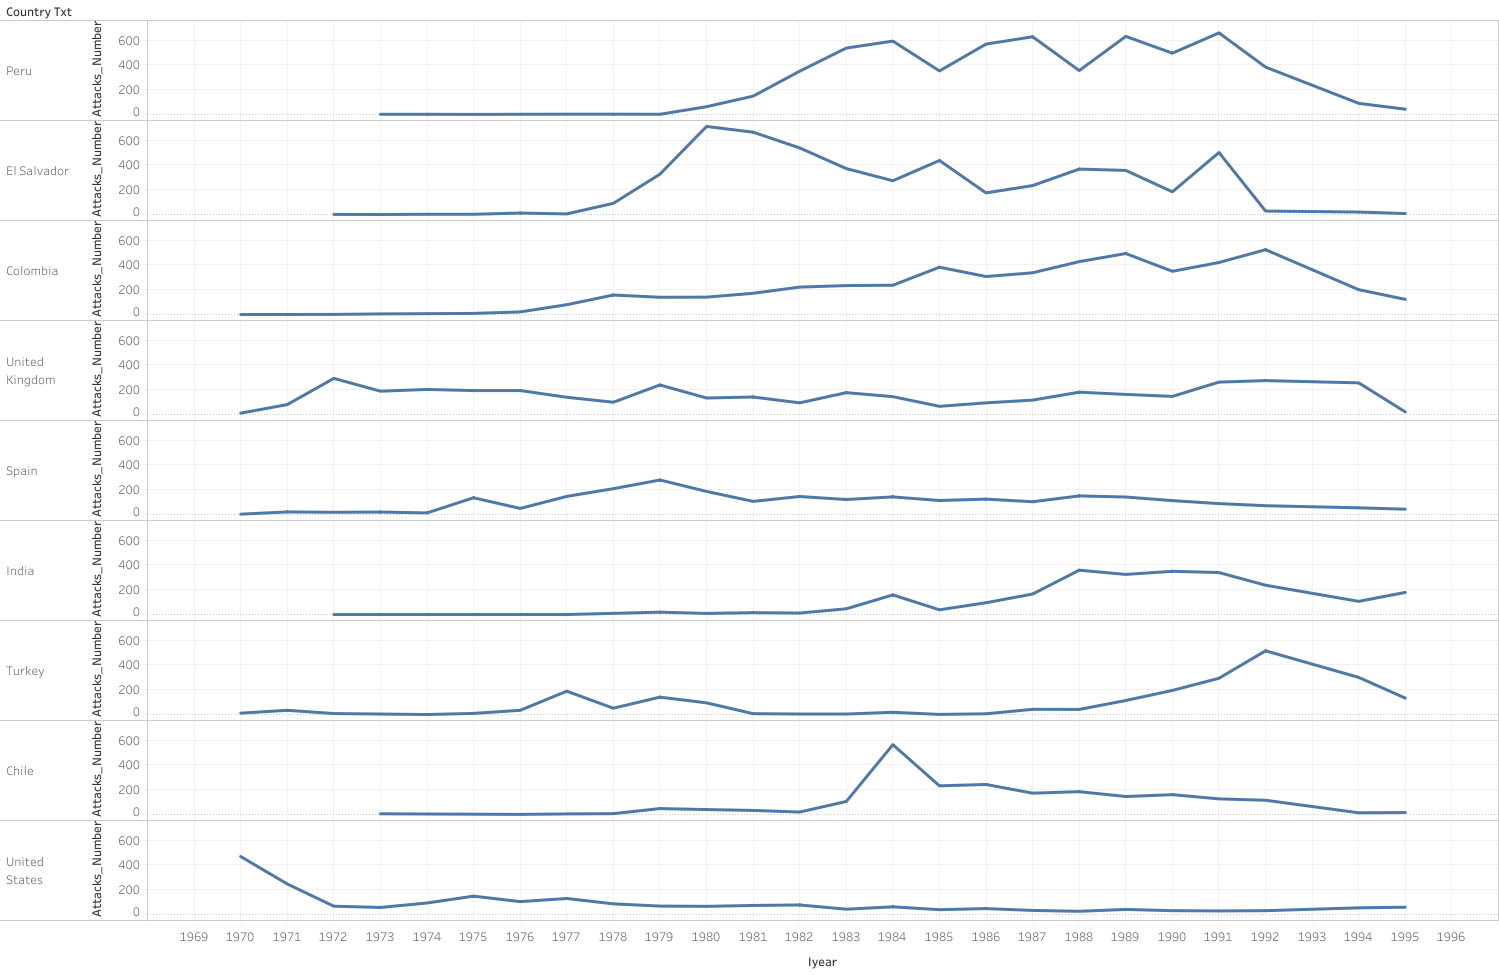 Country Txt
Peru
Attacks_Number
600
400
200
0
El Salvador
Attacks_Number
600
400
200
0
Colombia
Attacks_Number
600
400
200
0
United
Kingdom
Attacks_Number
600
400
200
0
Spain
Attacks_Number
600
400
200
0
India
Attacks_Number
600
400
200
0
Turkey
Attacks_Number
600
400
200
0
Chile
Attacks_Number
600
400
200
0
United
States
Attacks_Number
600
400
200
0
1969 1970 1971 1972 1973 1974 1975 1976 1977 1978 1979 1980 1981 1982 1983 1984 1985 1986 1987 1988 1989 1990 1991 1992 1993 1994 1995 1996
Iyear